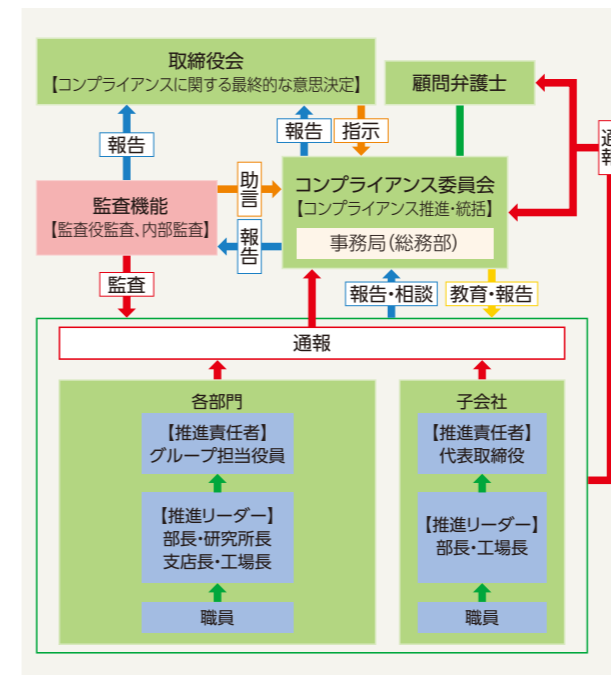 取締役会
【コンプライアンスに関する最終的な意思決定】
顧問弁護士
報告
報告
指示
通報
助言
コンプライアンス委員会
【コンプライアンス推進・統括】
事務局（総務部）
監査機能
【監査役監査、内部監査】
報告
監査
報告・相談
教育・報告
通報
各部門
【推進責任者】
グループ担当役員
【推進リーダー】
部長・研究所長
支店長・工場長
職員
子会社
【推進責任者】
代表取締役
【推進リーダー】
部長・工場長
職員